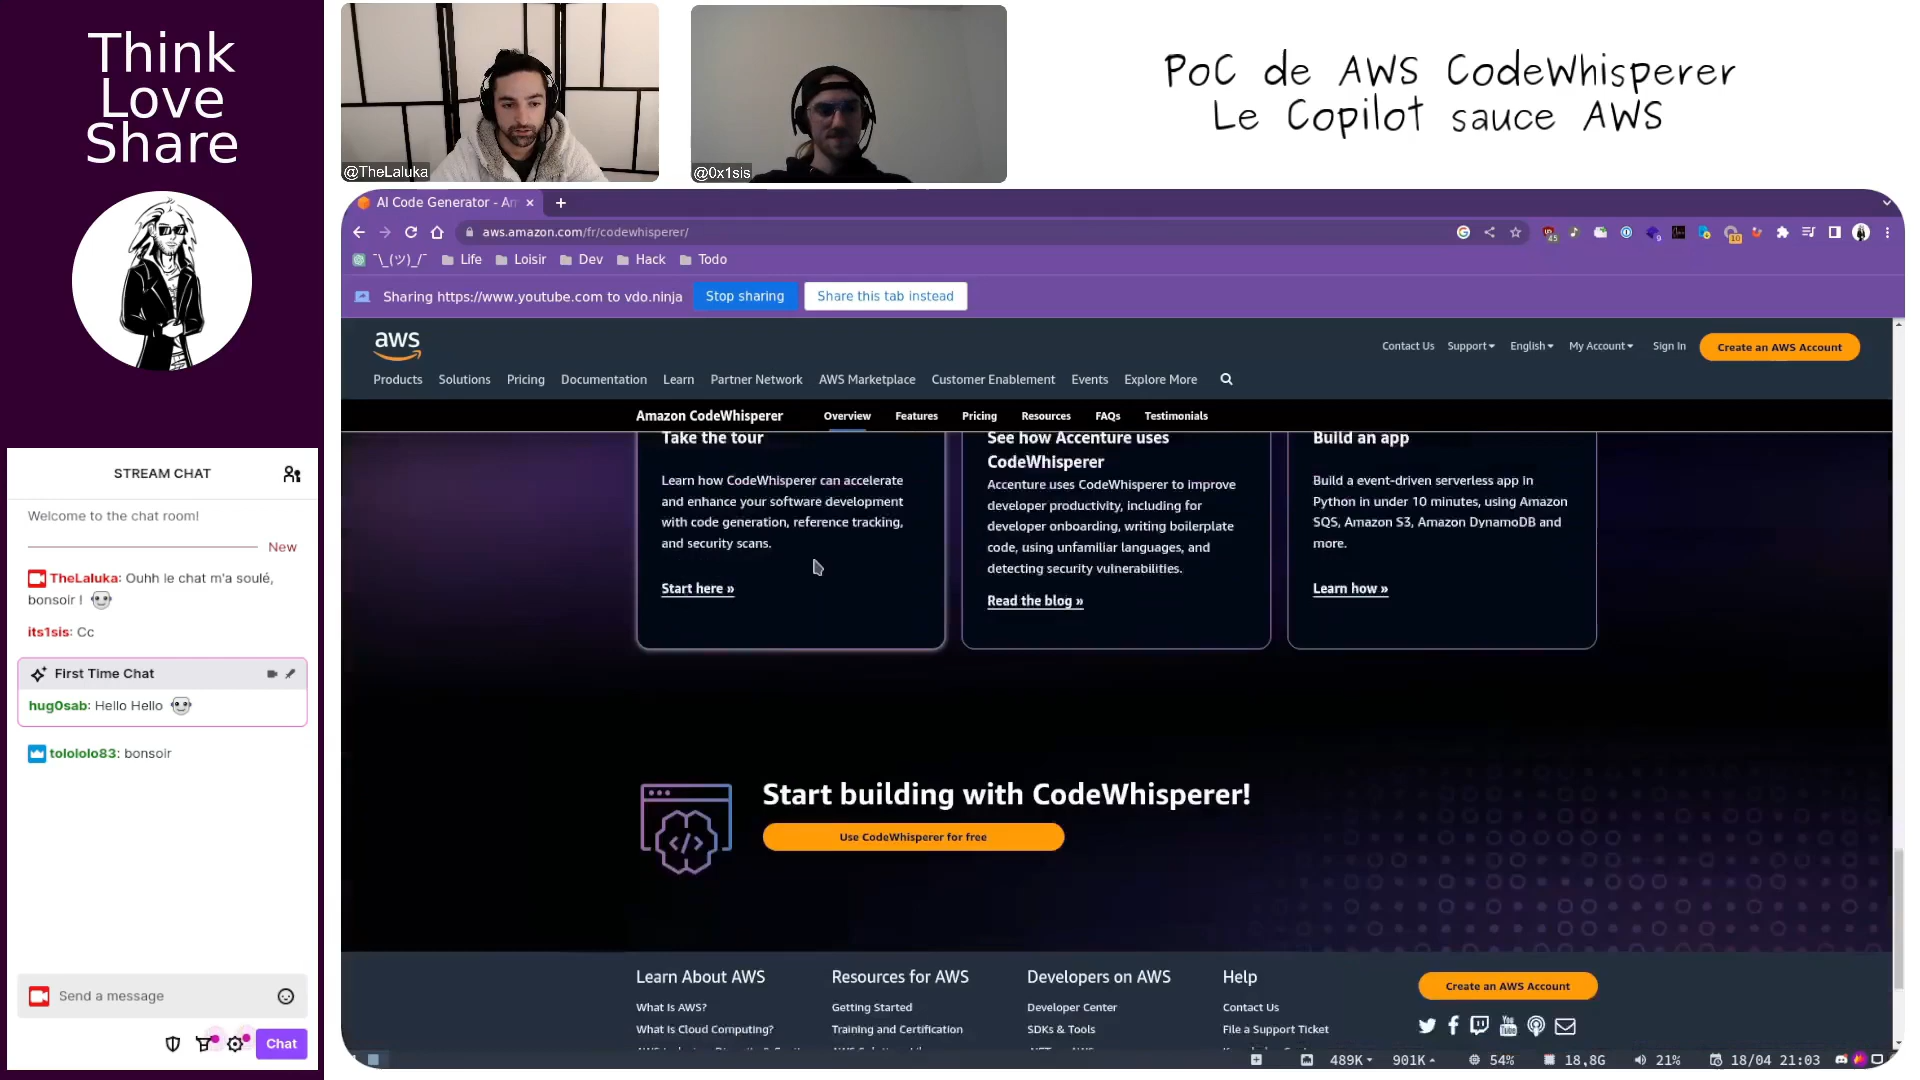 Think
Love
Share
@TheLaluka
@0x1sis
PoC de AWS CodeWhisperer
Le Copilot sauce AWS
STREAM CHAT
Welcome to the chat room!
New
TheLaluka: Ouhh le chat m'a soulé,
bonsoir !
its1sis: Cc
First Time Chat
hug0sab: Hello Hello
tolololo83: bonsoir
Send a message
Chat
AI Code Generator - Am
aws.amazon.com/fr/codewhisperer/
45
9
10
¯\_(ツ)_/¯
Life
Loisir
Dev
Hack
Todo
Sharing https://www.youtube.com to vdo.ninja
Stop sharing
Share this tab instead
aws
Contact Us
Support
English
My Account
Sign In
Create an AWS Account
Products
Solutions
Pricing
Documentation
Learn
Partner Network
AWS Marketplace
Customer Enablement
Events
Explore More
Amazon CodeWhisperer
Overview
Features
Pricing
Resources
FAQs
Testimonials
Take the tour
Learn how CodeWhisperer can accelerate
and enhance your software development
with code generation, reference tracking,
and security scans.
Start here »
See how Accenture uses
CodeWhisperer
Accenture uses CodeWhisperer to improve
developer productivity, including for
developer onboarding, writing boilerplate
code, using unfamiliar languages, and
detecting security vulnerabilities.
Read the blog »
Build an app
Build a event-driven serverless app in
Python in under 10 minutes, using Amazon
SQS, Amazon S3, Amazon DynamoDB and
more.
Learn how »
Start building with CodeWhisperer!
Use CodeWhisperer for free
Learn About AWS
What Is AWS?
What Is Cloud Computing?
Resources for AWS
Getting Started
Training and Certification
Developers on AWS
Developer Center
SDKs & Tools
Help
Contact Us
File a Support Ticket
Create an AWS Account
489K
901K
54%
18,8G
21%
18/04 21:03